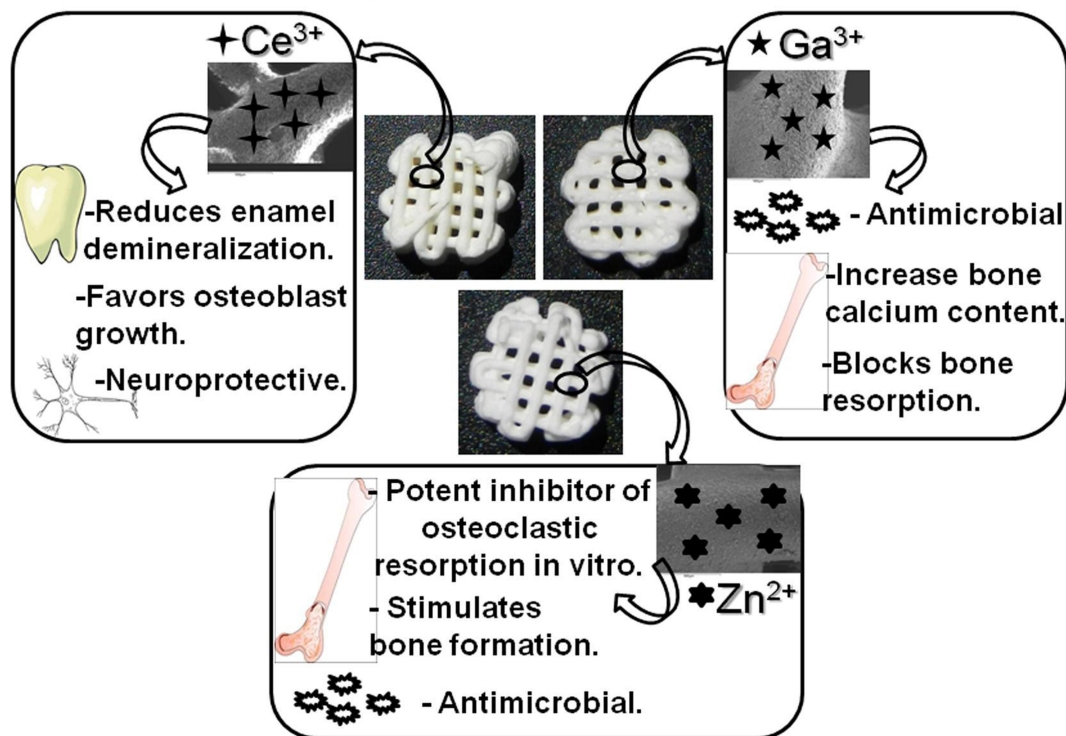 Ce3+
-Reduces enamel
demineralization.
-Favors osteoblast
growth.
-Neuroprotective.
Ga3+
- Antimicrobial
-Increase bone
calcium content.
-Blocks bone
resorption.
- Potent inhibitor of
osteoclastic
resorption in vitro.
- Stimulates
bone formation.
- Antimicrobial.
Zn2+